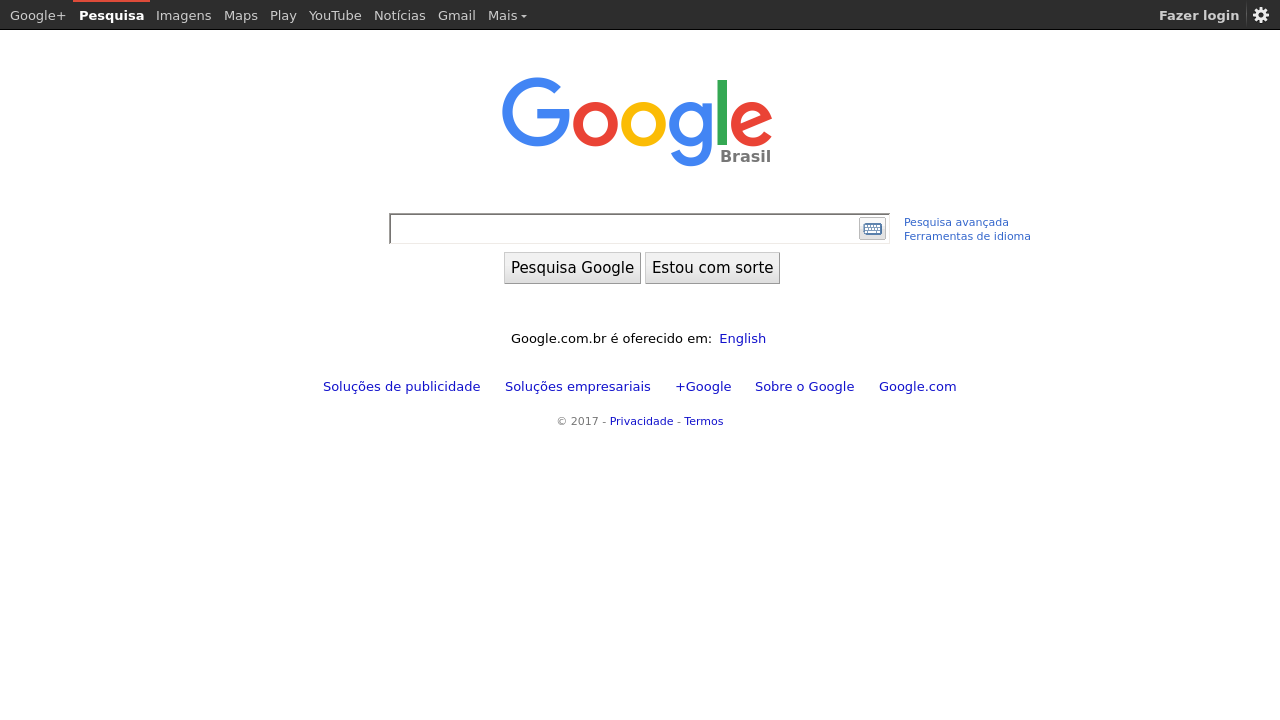 Google+ Pesquisa Imagens Maps Play YouTube Notícias Gmail Mais Fazer login
Google
Brasil
Pesquisa avançada
Ferramentas de idioma
Pesquisa Google Estou com sorte
Google.com.br é oferecido em: English
Soluções de publicidade Soluções empresariais +Google Sobre o Google Google.com
© 2017 - Privacidade - Termos